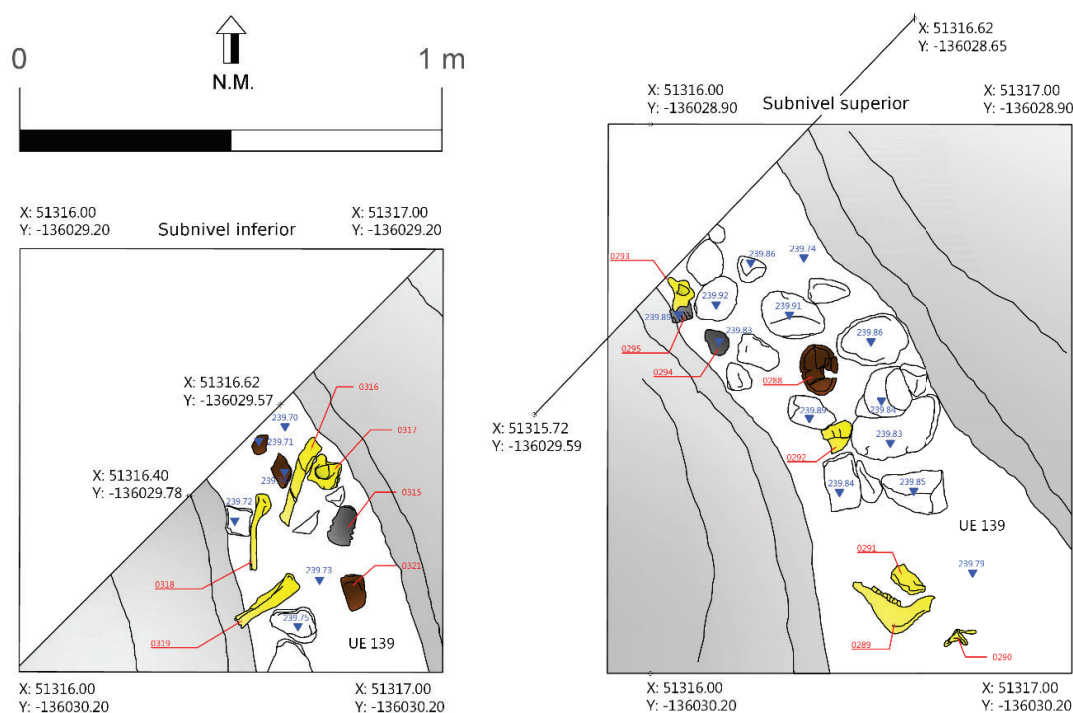 0
1 m
N.M.
X: 51316.00
Y: -136029.20
Subnivel inferior
X: 51317.00
Y: -136029.20
X: 51316.62
Y: -136029.57
X: 51316.40
Y: -136029.78
0316
0317
0315
0321
0318
0319
239.70
239.71
239.
239.72
239.73
239.75
UE 139
X: 51316.00
Y: -136030.20
X: 51317.00
Y: -136030.20
X: 51316.62
Y: -136028.65
X: 51316.00
Y: -136028.90
Subnivel superior
X: 51317.00
Y: -136028.90
0293
239.86
239.74
239.92
239.91
239.89
239.83
239.86
0295
0294
0288
239.89
239.84
239.83
0292
239.84
239.85
X: 51315.72
Y: -136029.59
UE 139
0291
239.79
0289
0290
X: 51316.00
Y: -136030.20
X: 51317.00
Y: -136030.20